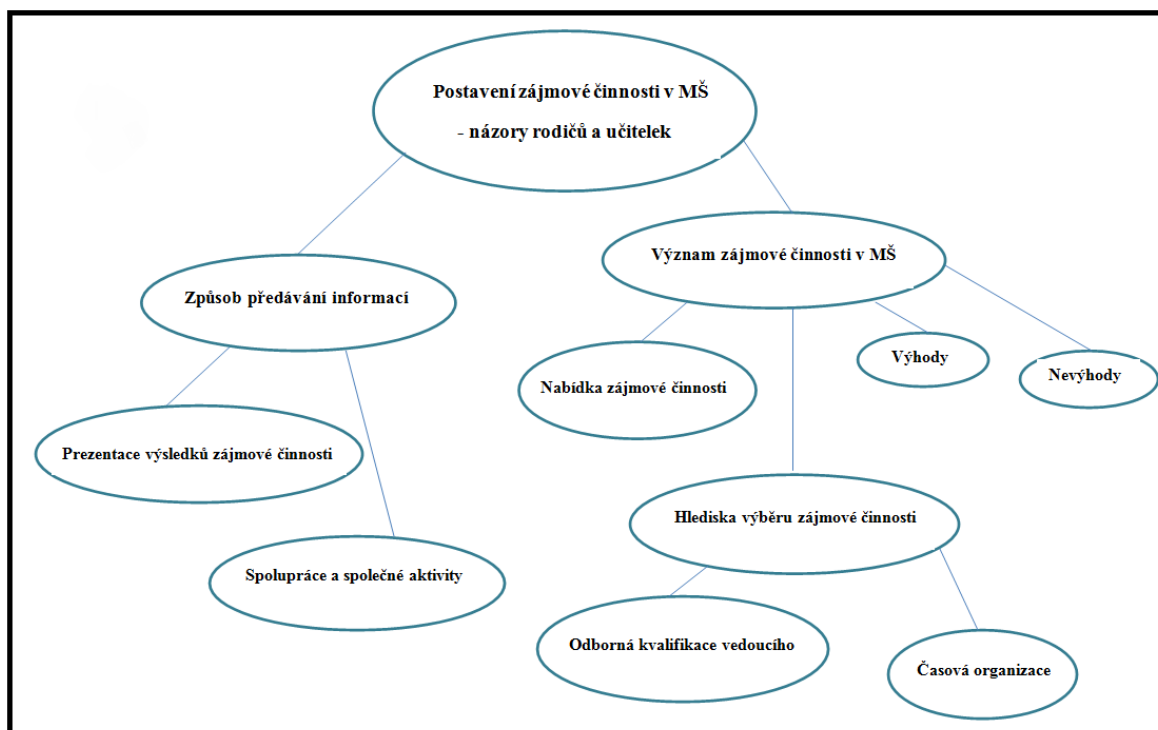 Postavení zájmové činnosti v MŠ
- názory rodičů a učitelek
Význam zájmové činnosti v MŠ
Způsob předávání informací
Výhody
Nevýhody
Nabídka zájmové činnosti
Prezentace výsledků zájmové činnosti
Hlediska výběru zájmové činnosti
Spolupráce a společné aktivity
Odborná kvalifikace vedoucího
Časová organizace